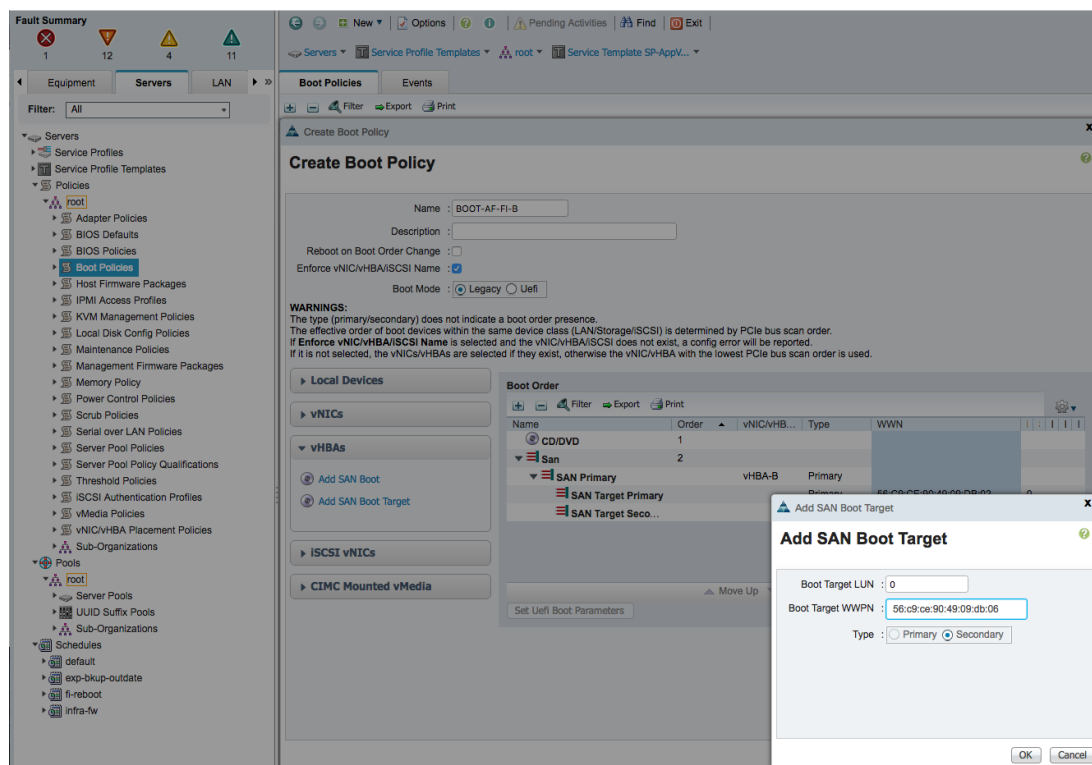 Fault Summary
1 12 4 11
Equipment Servers LAN
Filter: All
Servers
Service Profiles
Service Profile Templates
Policies
root
Adapter Policies
BIOS Defaults
BIOS Policies
Boot Policies
Host Firmware Packages
IPMI Access Profiles
KVM Management Policies
Local Disk Config Policies
Maintenance Policies
Management Firmware Packages
Memory Policy
Power Control Policies
Scrub Policies
Serial over LAN Policies
Server Pool Policies
Server Pool Policy Qualifications
Threshold Policies
iSCSI Authentication Profiles
vMedia Policies
vNIC/vHBA Placement Policies
Sub-Organizations
Pools
root
Server Pools
UUID Suffix Pools
Sub-Organizations
Schedules
default
exp-bkup-outdate
fi-reboot
infra-fw
New Options Pending Activities Find Exit
Servers Service Profile Templates root Service Template SP-AppV...
Boot Policies Events
Filter Export Print
Create Boot Policy x
Create Boot Policy
Name : BOOT-AF-FI-B
Description :
Reboot on Boot Order Change :
Enforce vNIC/vHBA/iSCSI Name :
Boot Mode : Legacy Uefi
WARNINGS:
The type (primary/secondary) does not indicate a boot order presence.
The effective order of boot devices within the same device class (LAN/Storage/iSCSI) is determined by PCIe bus scan order.
If Enforce vNIC/vHBA/iSCSI Name is selected and the vNIC/vHBA/iSCSI does not exist, a config error will be reported.
If it is not selected, the vNICs/vHBAs are selected if they exist, otherwise the vNIC/vHBA with the lowest PCIe bus scan order is used.
Local Devices
vNICs
vHBAs
Add SAN Boot
Add SAN Boot Target
iSCSI vNICs
CIMC Mounted vMedia
Boot Order
Filter Export Print
Name Order vNIC/vHB... Type WWN
CD/DVD 1
San 2
SAN Primary vHBA-B Primary
SAN Target Primary Primary 56:C9:CE:90:49:09:DB:02 0
SAN Target Seco...
Move Up
Set Uefi Boot Parameters
Add SAN Boot Target x
Add SAN Boot Target
Boot Target LUN : 0
Boot Target WWPN : 56:c9:ce:90:49:09:db:06
Type : Primary Secondary
OK Cancel